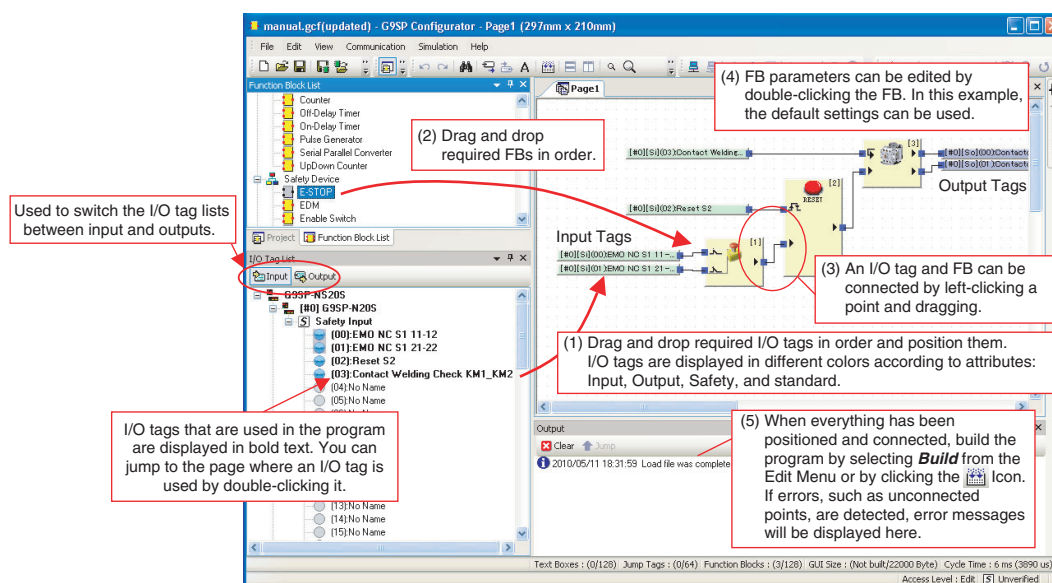 manual.gcf(updated) - G9SP Configurator - Page1 (297mm x 210mm)
File Edit View Communication Simulation Help
Function Block List
Counter
Off-Delay Timer
On-Delay Timer
Pulse Generator
Serial Parallel Converter
UpDown Counter
Safety Device
E-STOP
EDM
Enable Switch
Project
Function Block List
I/O Tag List
Input
Output
G9SP-NS20S
[#0] G9SP-N20S
Safety Input
(00):EMO NC S1 11-12
(01):EMO NC S1 21-22
(02):Reset S2
(03):Contact Welding Check KM1_KM2
(04):No Name
(05):No Name
(13):No Name
(14):No Name
(15):No Name
Used to switch the I/O tag lists
between input and outputs.
I/O tags that are used in the program
are displayed in bold text. You can
jump to the page where an I/O tag is
used by double-clicking it.
(2) Drag and drop
required FBs in order.
Page1
(4) FB parameters can be edited by
double-clicking the FB. In this example,
the default settings can be used.
[#0][Si](03):Contact Welding...
[3]
[#0][So](00):Contacto
[#0][So](01):Contacto
Output Tags
[2]
RESET
[#0][Si](02):Reset S2
Input Tags
[1]
[#0][Si](00):EMO NC S1 11-...
[#0][Si](01):EMO NC S1 21-...
(3) An I/O tag and FB can be
connected by left-clicking a
point and dragging.
(1) Drag and drop required I/O tags in order and position them.
I/O tags are displayed in different colors according to attributes:
Input, Output, Safety, and standard.
Output
Clear Jump
2010/05/11 18:31:59 Load file was complete
(5) When everything has been
positioned and connected, build the
program by selecting Build from the
Edit Menu or by clicking the Icon.
If errors, such as unconnected
points, are detected, error messages
will be displayed here.
Text Boxes : (0/128) Jump Tags : (0/64) Function Blocks : (3/128) GUI Size : (Not built/22000 Byte) Cycle Time : 6 ms (3890 us)
Access Level : Edit S Unverified